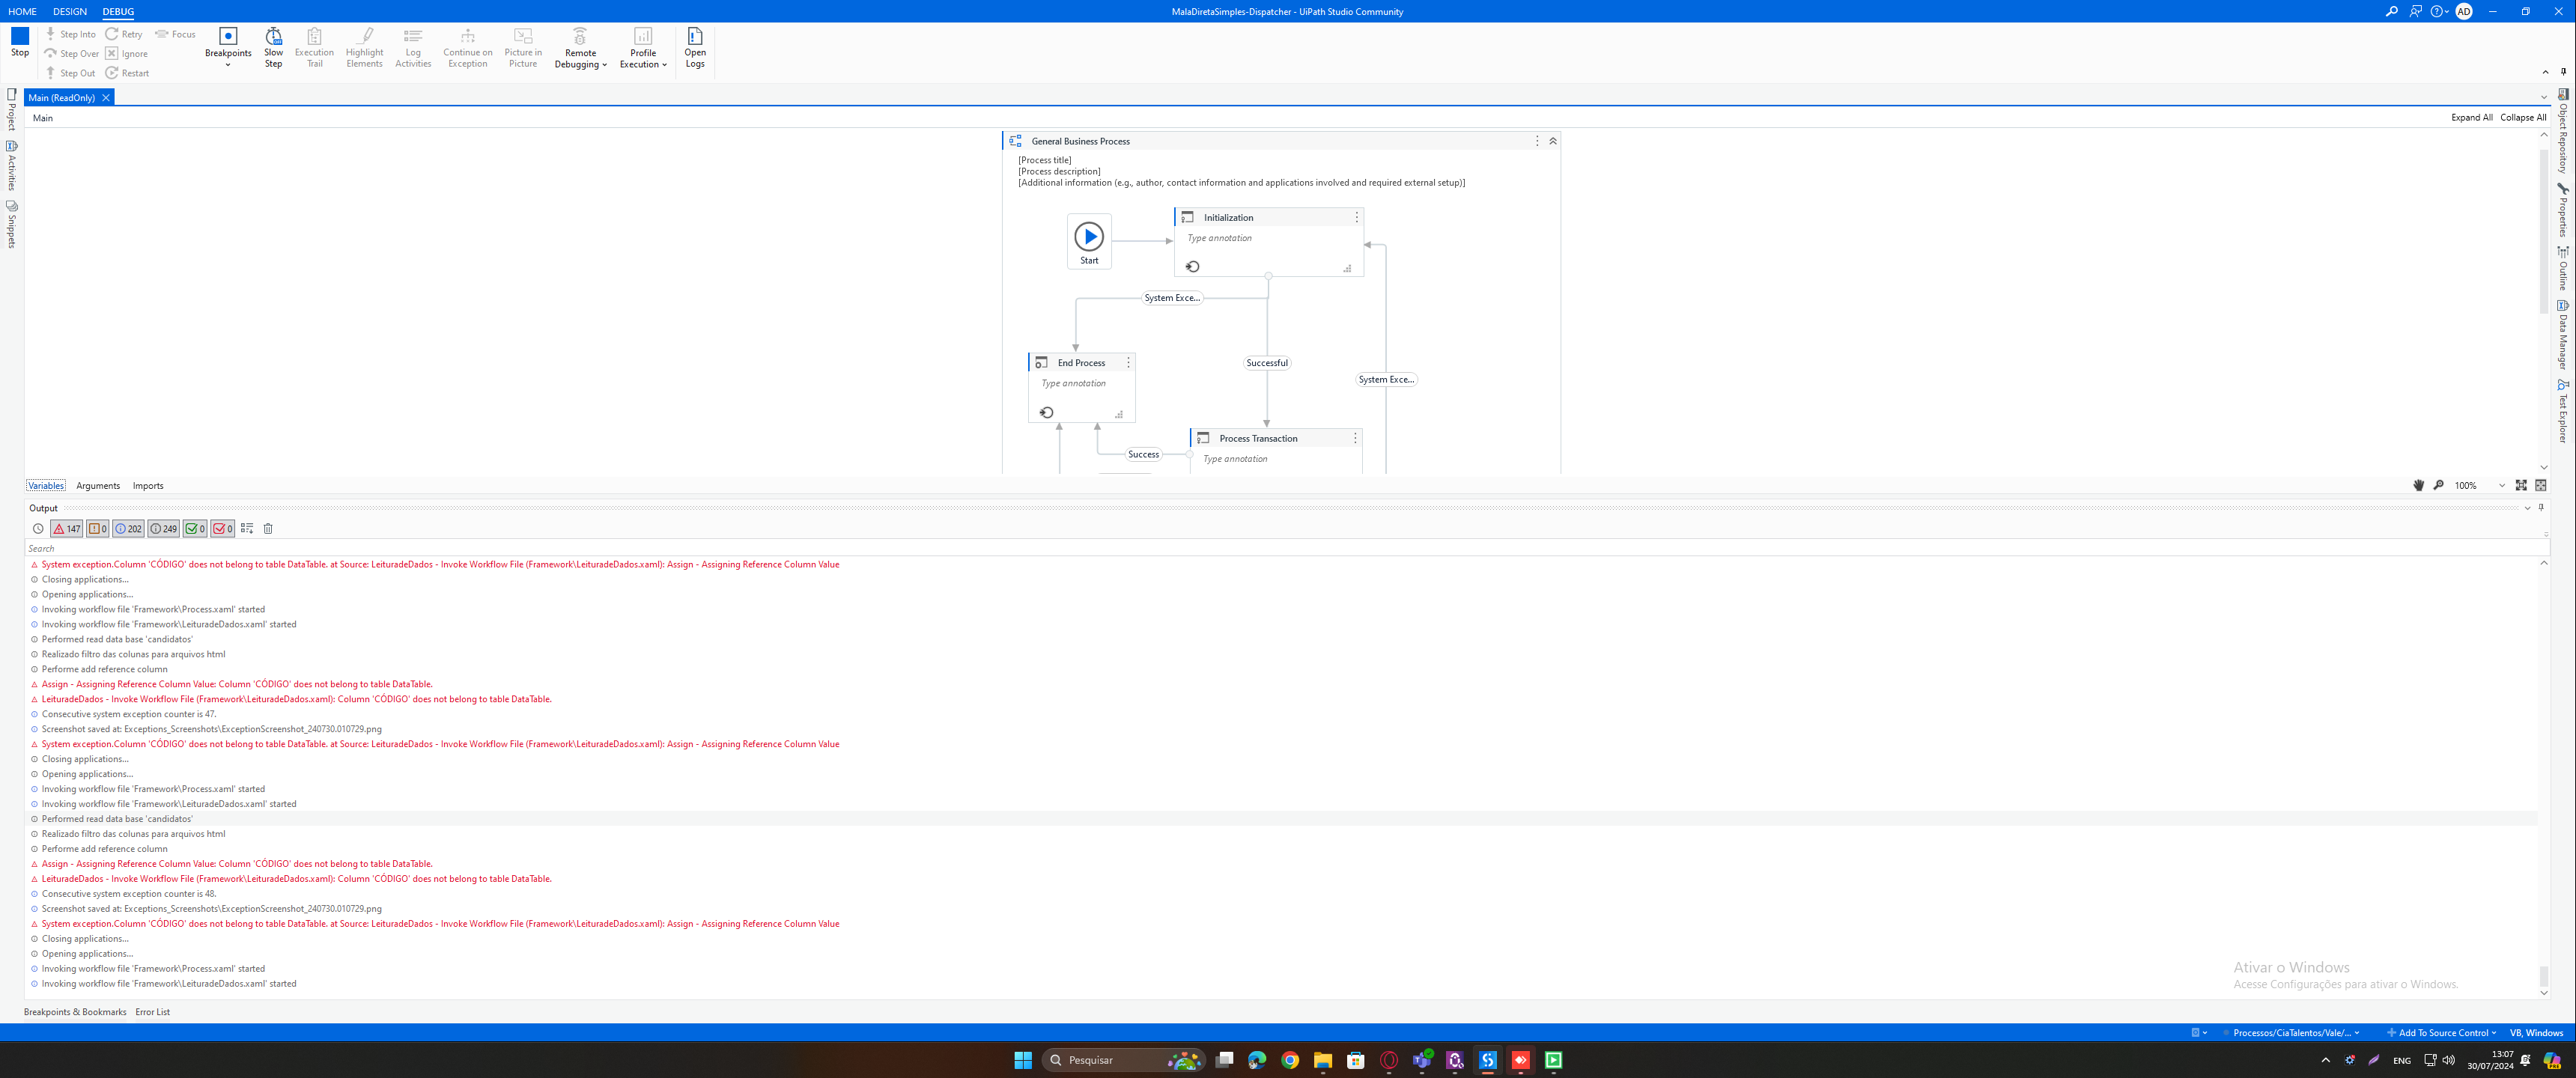 HOME DESIGN DEBUG
MalaDiretaSimples-Dispatcher - UiPath Studio Community
AD
Stop
Step Into
Step Over
Step Out
Retry
Ignore
Restart
Focus
Breakpoints
Slow Step
Execution Trail
Highlight Elements
Log Activities
Continue on Exception
Picture in Picture
Remote Debugging
Profile Execution
Open Logs
Project
Activities
Snippets
Main (ReadOnly)
Main
Expand All Collapse All
General Business Process
[Process title]
[Process description]
[Additional information (e.g., author, contact information and applications involved and required external setup)]
Start
Initialization
Type annotation
System Exce...
End Process
Type annotation
Successful
System Exce...
Process Transaction
Type annotation
Success
Object Repository
Properties
Outline
Data Manager
Test Explorer
Variables Arguments Imports
100%
Output
147 0 202 249 0 0
Search
System exception.Column 'CÓDIGO' does not belong to table DataTable. at Source: LeituradeDados - Invoke Workflow File (Framework\LeituradeDados.xaml): Assign - Assigning Reference Column Value
Closing applications...
Opening applications...
Invoking workflow file 'Framework\Process.xaml' started
Invoking workflow file 'Framework\LeituradeDados.xaml' started
Performed read data base 'candidatos'
Realizado filtro das colunas para arquivos html
Performe add reference column
Assign - Assigning Reference Column Value: Column 'CÓDIGO' does not belong to table DataTable.
LeituradeDados - Invoke Workflow File (Framework\LeituradeDados.xaml): Column 'CÓDIGO' does not belong to table DataTable.
Consecutive system exception counter is 47.
Screenshot saved at: Exceptions_Screenshots\ExceptionScreenshot_240730.010729.png
System exception.Column 'CÓDIGO' does not belong to table DataTable. at Source: LeituradeDados - Invoke Workflow File (Framework\LeituradeDados.xaml): Assign - Assigning Reference Column Value
Closing applications...
Opening applications...
Invoking workflow file 'Framework\Process.xaml' started
Invoking workflow file 'Framework\LeituradeDados.xaml' started
Performed read data base 'candidatos'
Realizado filtro das colunas para arquivos html
Performe add reference column
Assign - Assigning Reference Column Value: Column 'CÓDIGO' does not belong to table DataTable.
LeituradeDados - Invoke Workflow File (Framework\LeituradeDados.xaml): Column 'CÓDIGO' does not belong to table DataTable.
Consecutive system exception counter is 48.
Screenshot saved at: Exceptions_Screenshots\ExceptionScreenshot_240730.010729.png
System exception.Column 'CÓDIGO' does not belong to table DataTable. at Source: LeituradeDados - Invoke Workflow File (Framework\LeituradeDados.xaml): Assign - Assigning Reference Column Value
Closing applications...
Opening applications...
Invoking workflow file 'Framework\Process.xaml' started
Invoking workflow file 'Framework\LeituradeDados.xaml' started
Ativar o Windows
Acesse Configurações para ativar o Windows.
Breakpoints & Bookmarks Error List
Processos/CiaTalentos/Vale/... Add To Source Control VB, Windows
Pesquisar
ENG
13:07
30/07/2024